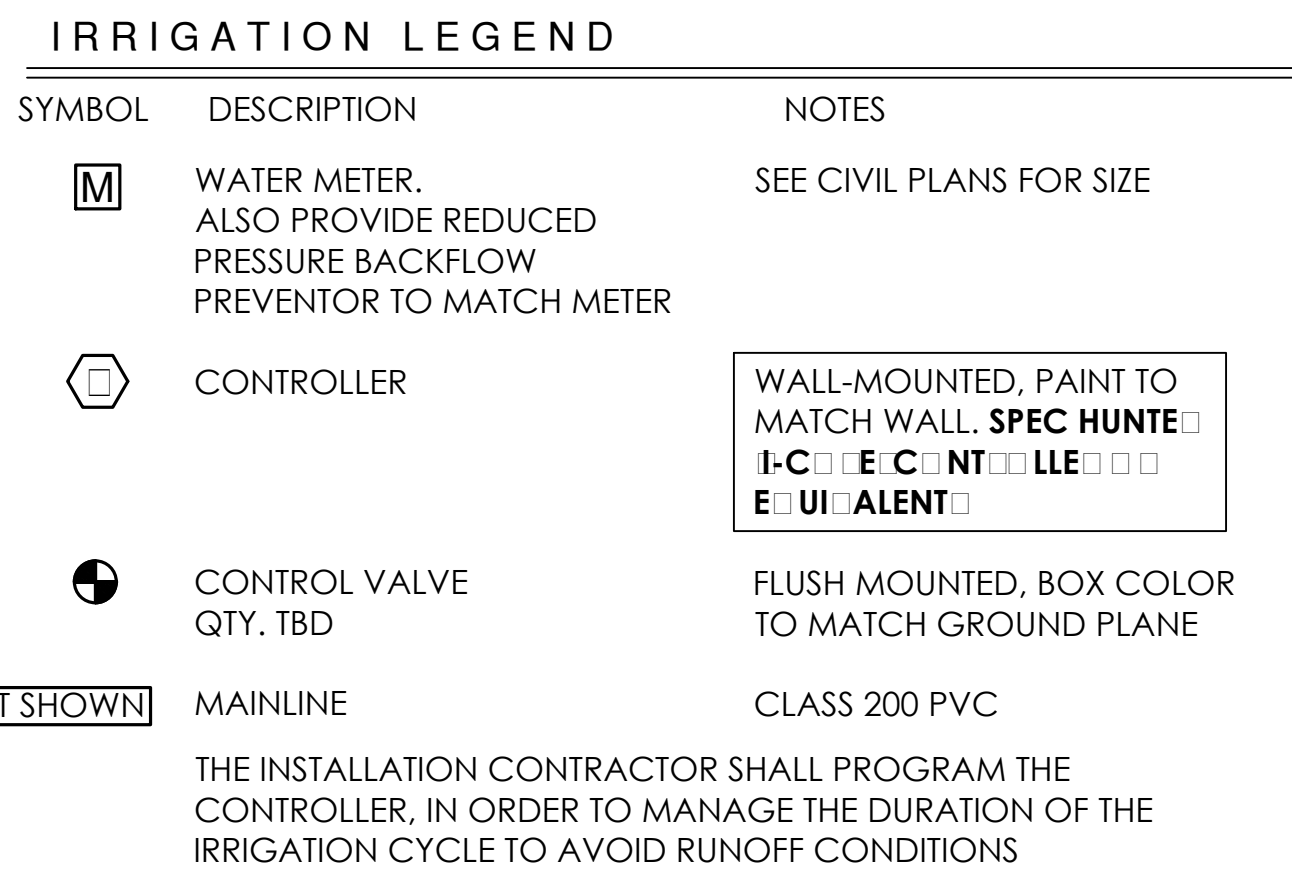 IRRIGATION LEGEND
SYMBOL DESCRIPTION NOTES
M WATER METER. SEE CIVIL PLANS FOR SIZE
ALSO PROVIDE REDUCED
PRESSURE BACKFLOW
PREVENTOR TO MATCH METER
CONTROLLER
WALL-MOUNTED, PAINT TO
MATCH WALL. SPEC
CONTROL VALVE
QTY. TBD
FLUSH MOUNTED, BOX COLOR
TO MATCH GROUND PLANE
SHOWN MAINLINE CLASS 200 PVC
THE INSTALLATION CONTRACTOR SHALL PROGRAM THE
CONTROLLER, IN ORDER TO MANAGE THE DURATION OF THE
IRRIGATION CYCLE TO AVOID RUNOFF CONDITIONS